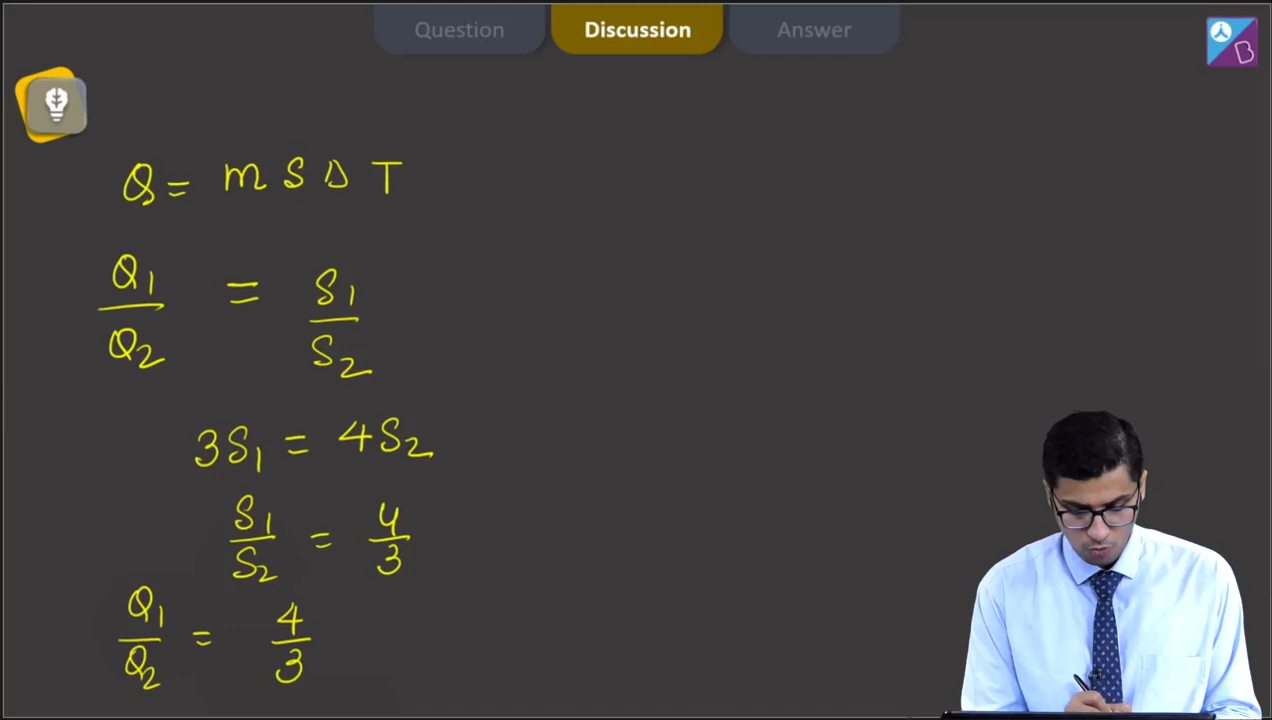 Question Discussion Answer
B
Q = m S Δ T
Q1/Q2 = S1/S2
3S1 = 4S2
S1/S2 = 4/3
Q1/Q2 = 4/3